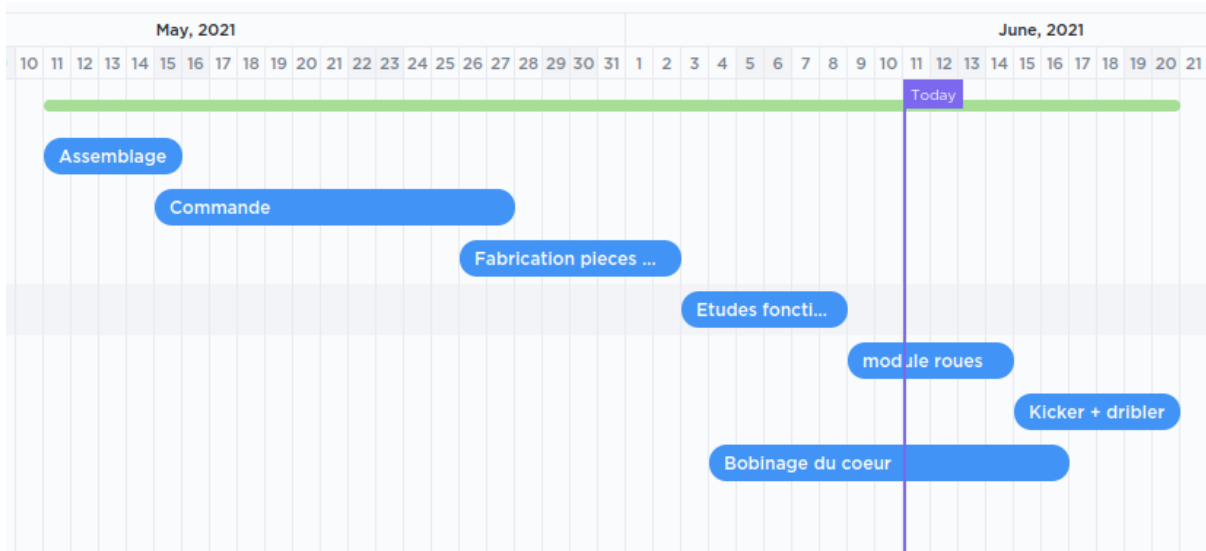 May, 2021 June, 2021
10 11 12 13 14 15 16 17 18 19 20 21 22 23 24 25 26 27 28 29 30 31 1 2 3 4 5 6 7 8 9 10 11 12 13 14 15 16 17 18 19 20 21
Today
Assemblage
Commande
Fabrication pieces ...
Etudes foncti...
module roues
Kicker + dribler
Bobinage du coeur